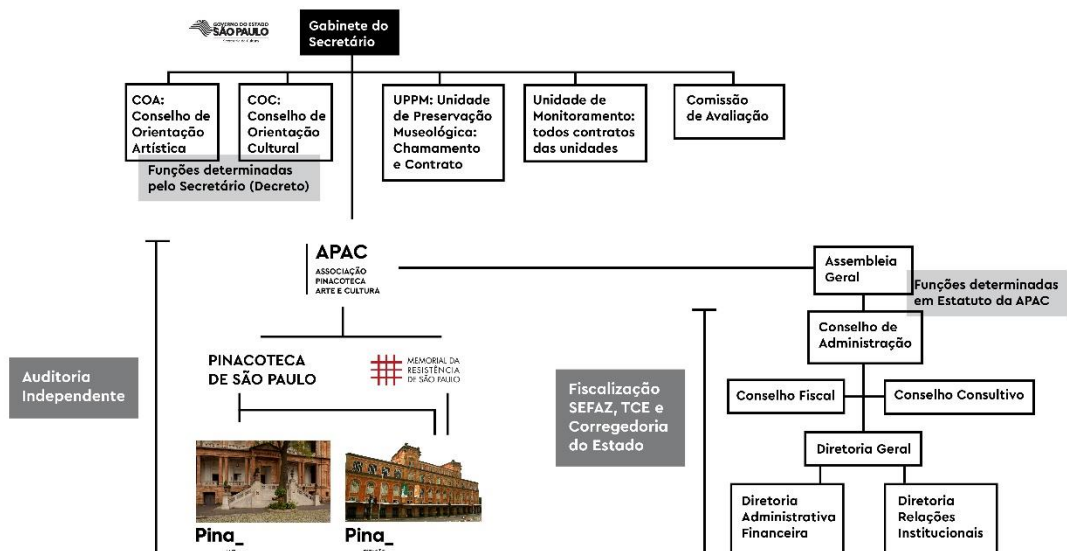 GOVERNO DO ESTADO
SÃO PAULO
Gabinete do
Secretário
COA:
Conselho de
Orientação
Artística
COC:
Conselho de
Orientação
Cultural
UPPM: Unidade
de Preservação
Museológica:
Chamamento
e Contrato
Unidade de
Monitoramento:
todos contratos
das unidades
Comissão
de Avaliação
Funções determinadas
pelo Secretário (Decreto)
APAC
ASSOCIAÇÃO
PINACOTECA
ARTE E CULTURA
Assembleia
Geral
Funções determinadas
em Estatuto da APAC
Conselho de
Administração
PINACOTECA
DE SÃO PAULO
MEMORIAL DA
RESISTÊNCIA
DE SÃO PAULO
Auditoria
Independente
Fiscalização
SEFAZ, TCE e
Corregedoria
do Estado
Conselho Fiscal
Conselho Consultivo
Diretoria Geral
Diretoria
Administrativa
Financeira
Diretoria
Relações
Institucionais
Pina_
Pina_